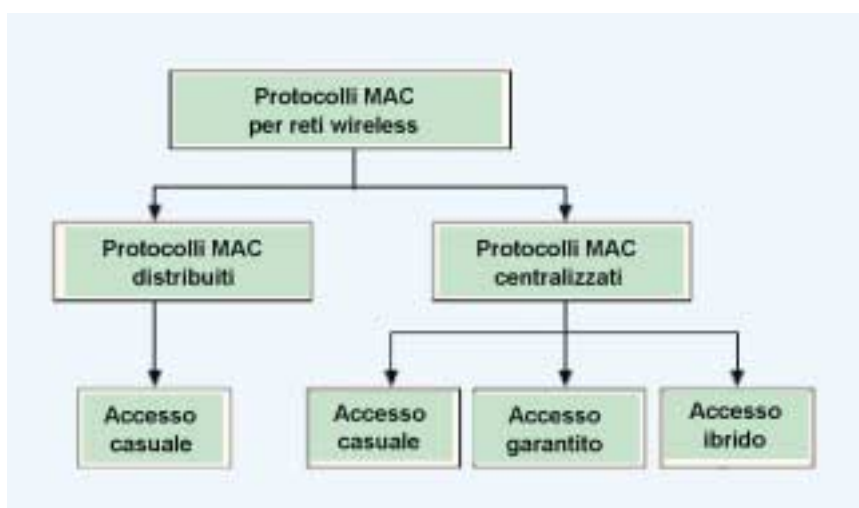 Protocolli MAC
per reti wireless
Protocolli MAC
distribuiti
Protocolli MAC
centralizzati
Accesso
casuale
Accesso
casuale
Accesso
garantito
Accesso
ibrido